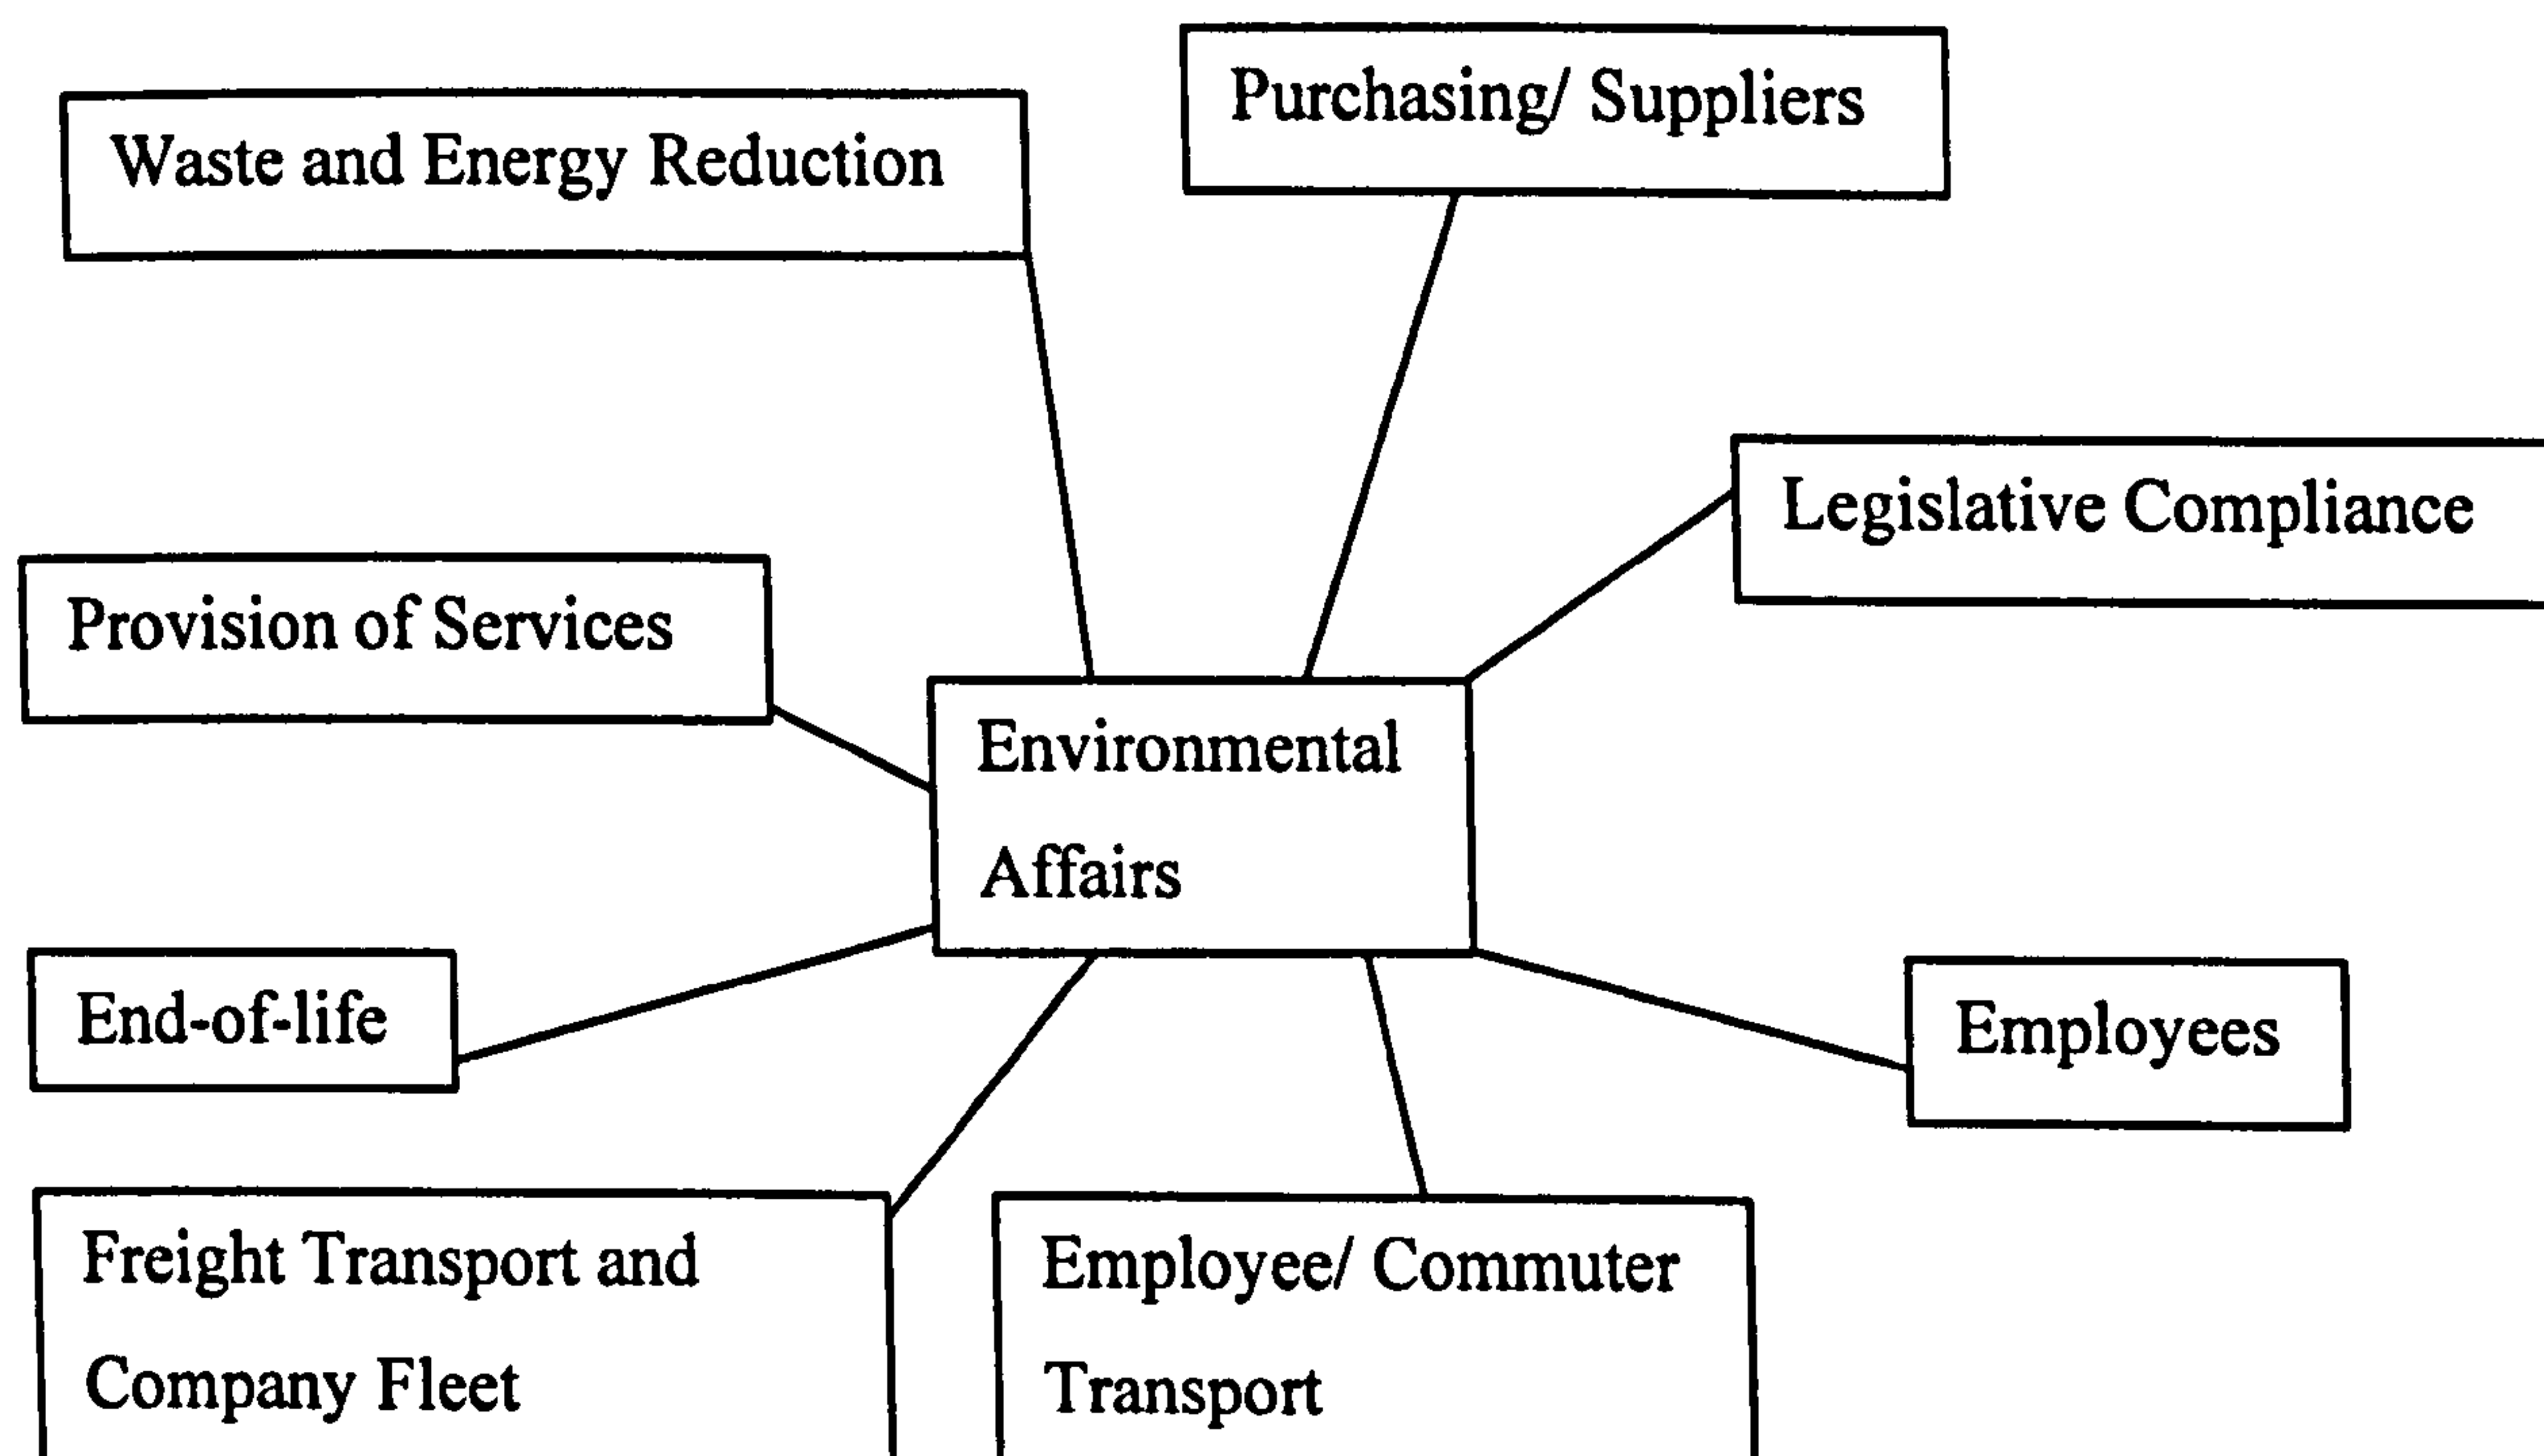 Purchasing/ Suppliers
Waste and Energy Reduction
Legislative Compliance
Provision of Services
Environmental
Affairs
End-of-life
Employees
Freight Transport and
Company Fleet
Employee/ Commuter
Transport